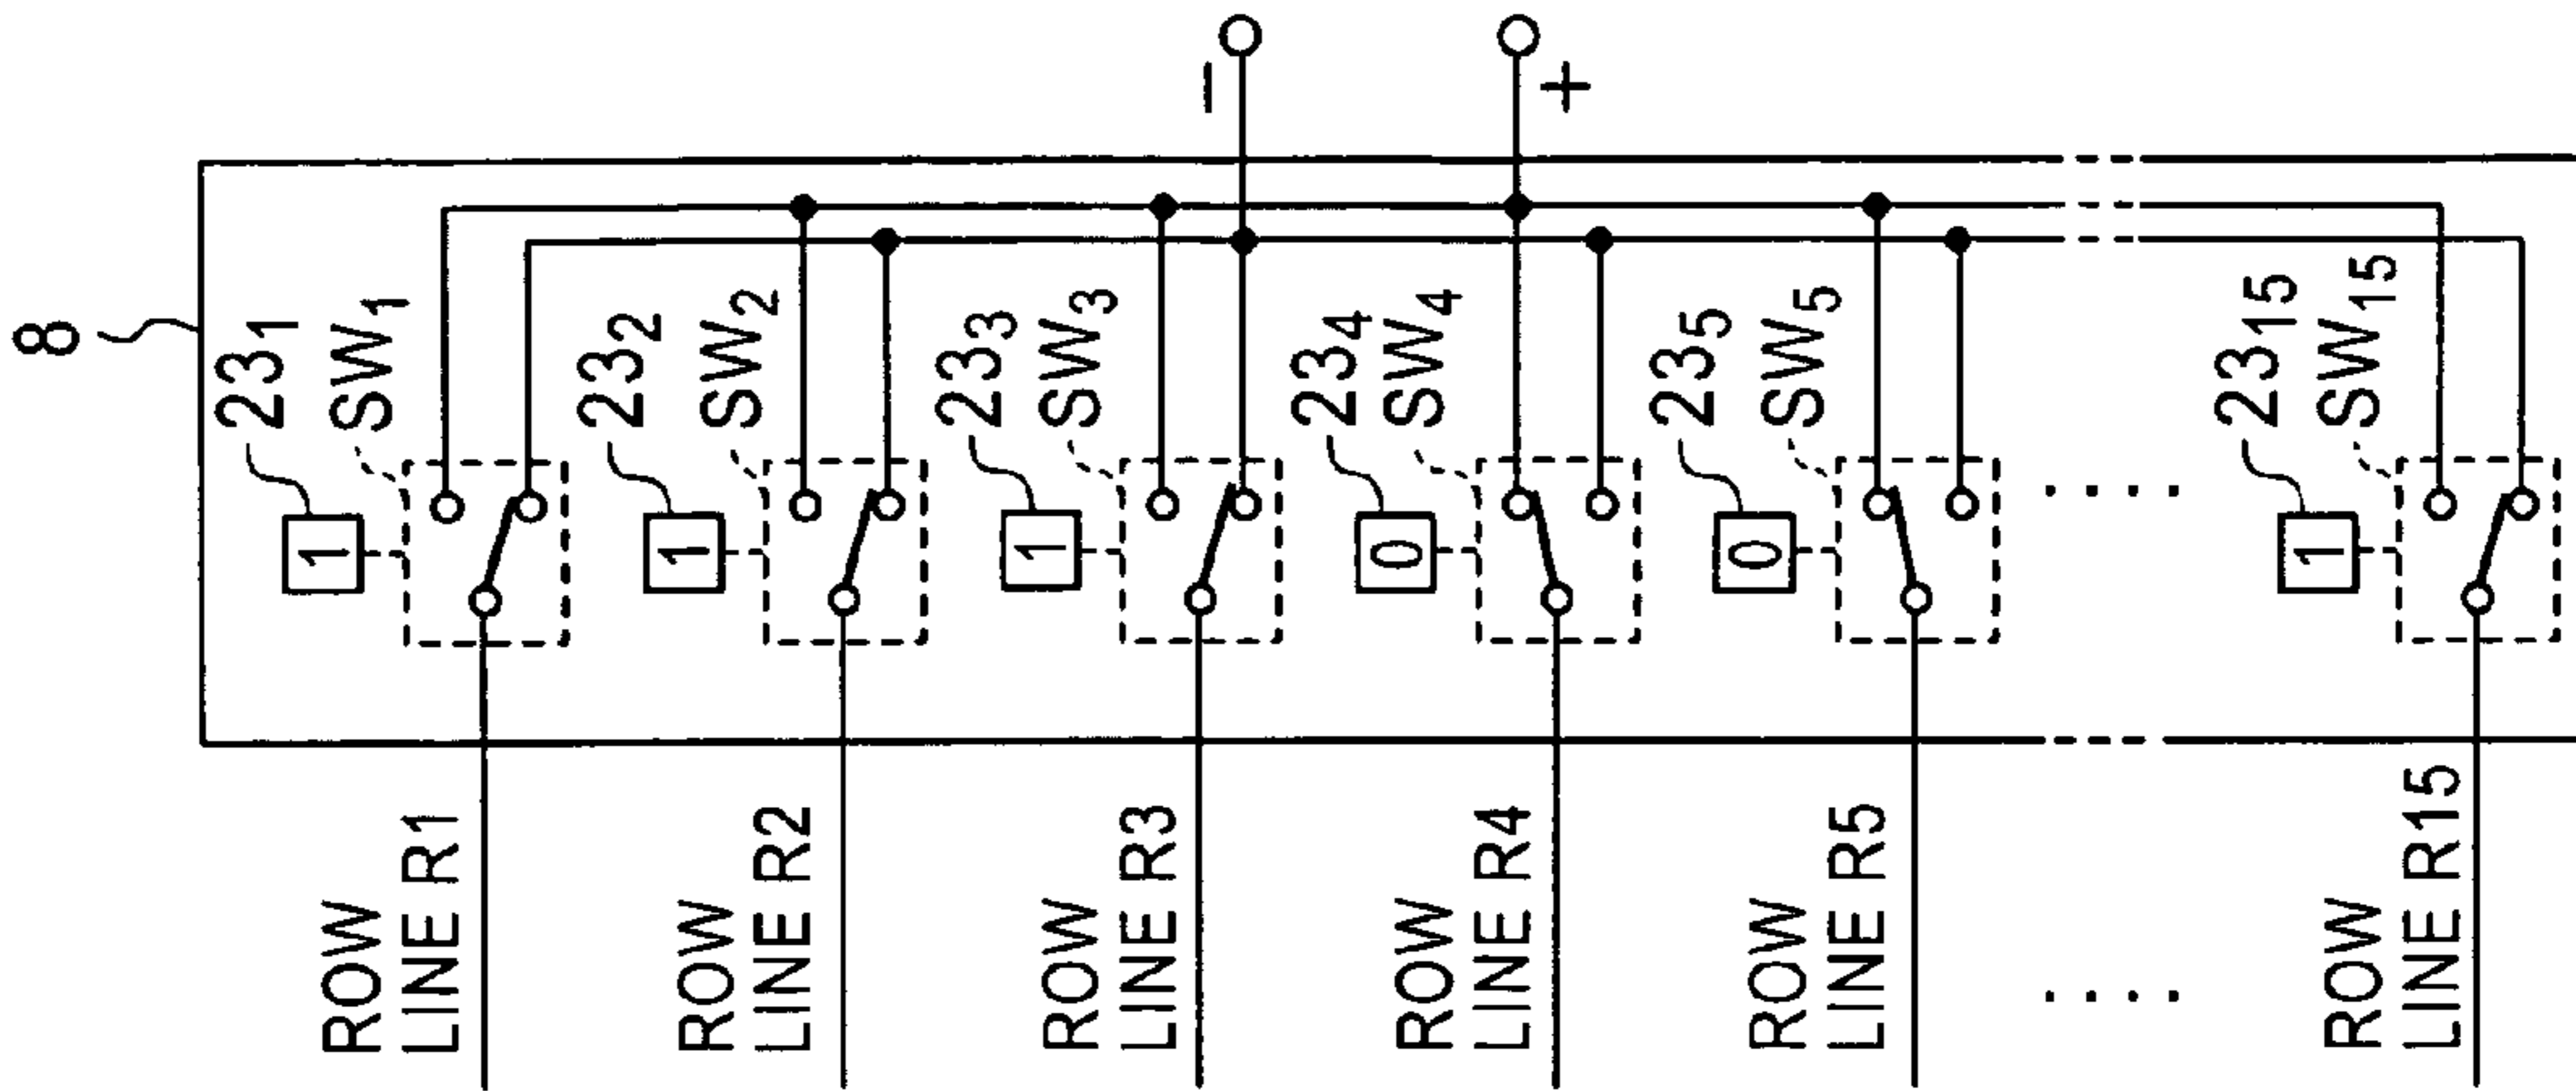 8
23₁
SW₁
1
23₂
SW₂
1
23₃
SW₃
1
23₄
SW₄
0
23₅
SW₅
0
....
23₁₅
SW₁₅
1
−
+
ROW
LINE R1
ROW
LINE R2
ROW
LINE R3
ROW
LINE R4
ROW
LINE R5
....
ROW
LINE R15